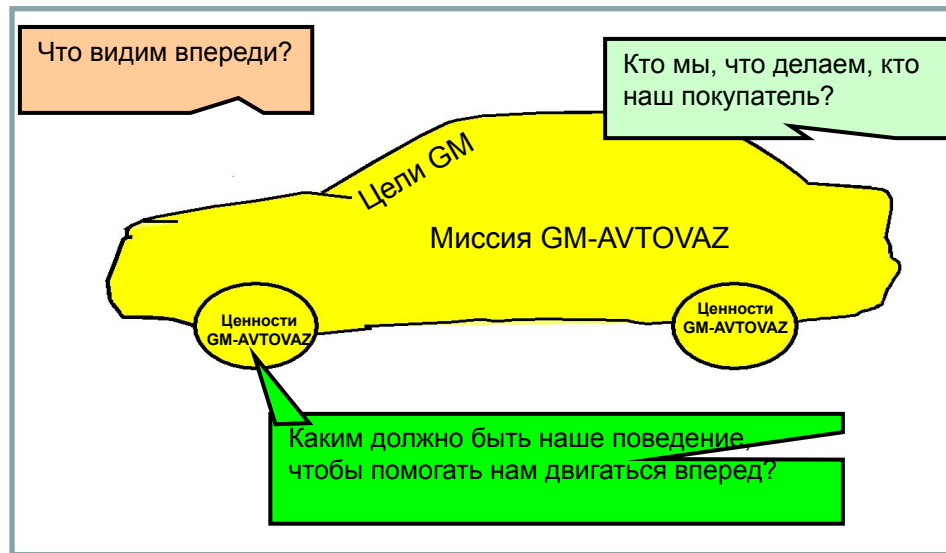 Что видим впереди?
Кто мы, что делаем, кто
наш покупатель?
Цели GM
Миссия GM-AVTOVAZ
Ценности
GM-AVTOVAZ
Ценности
GM-AVTOVAZ
Каким должно быть наше поведение,
чтобы помогать нам двигаться вперед?